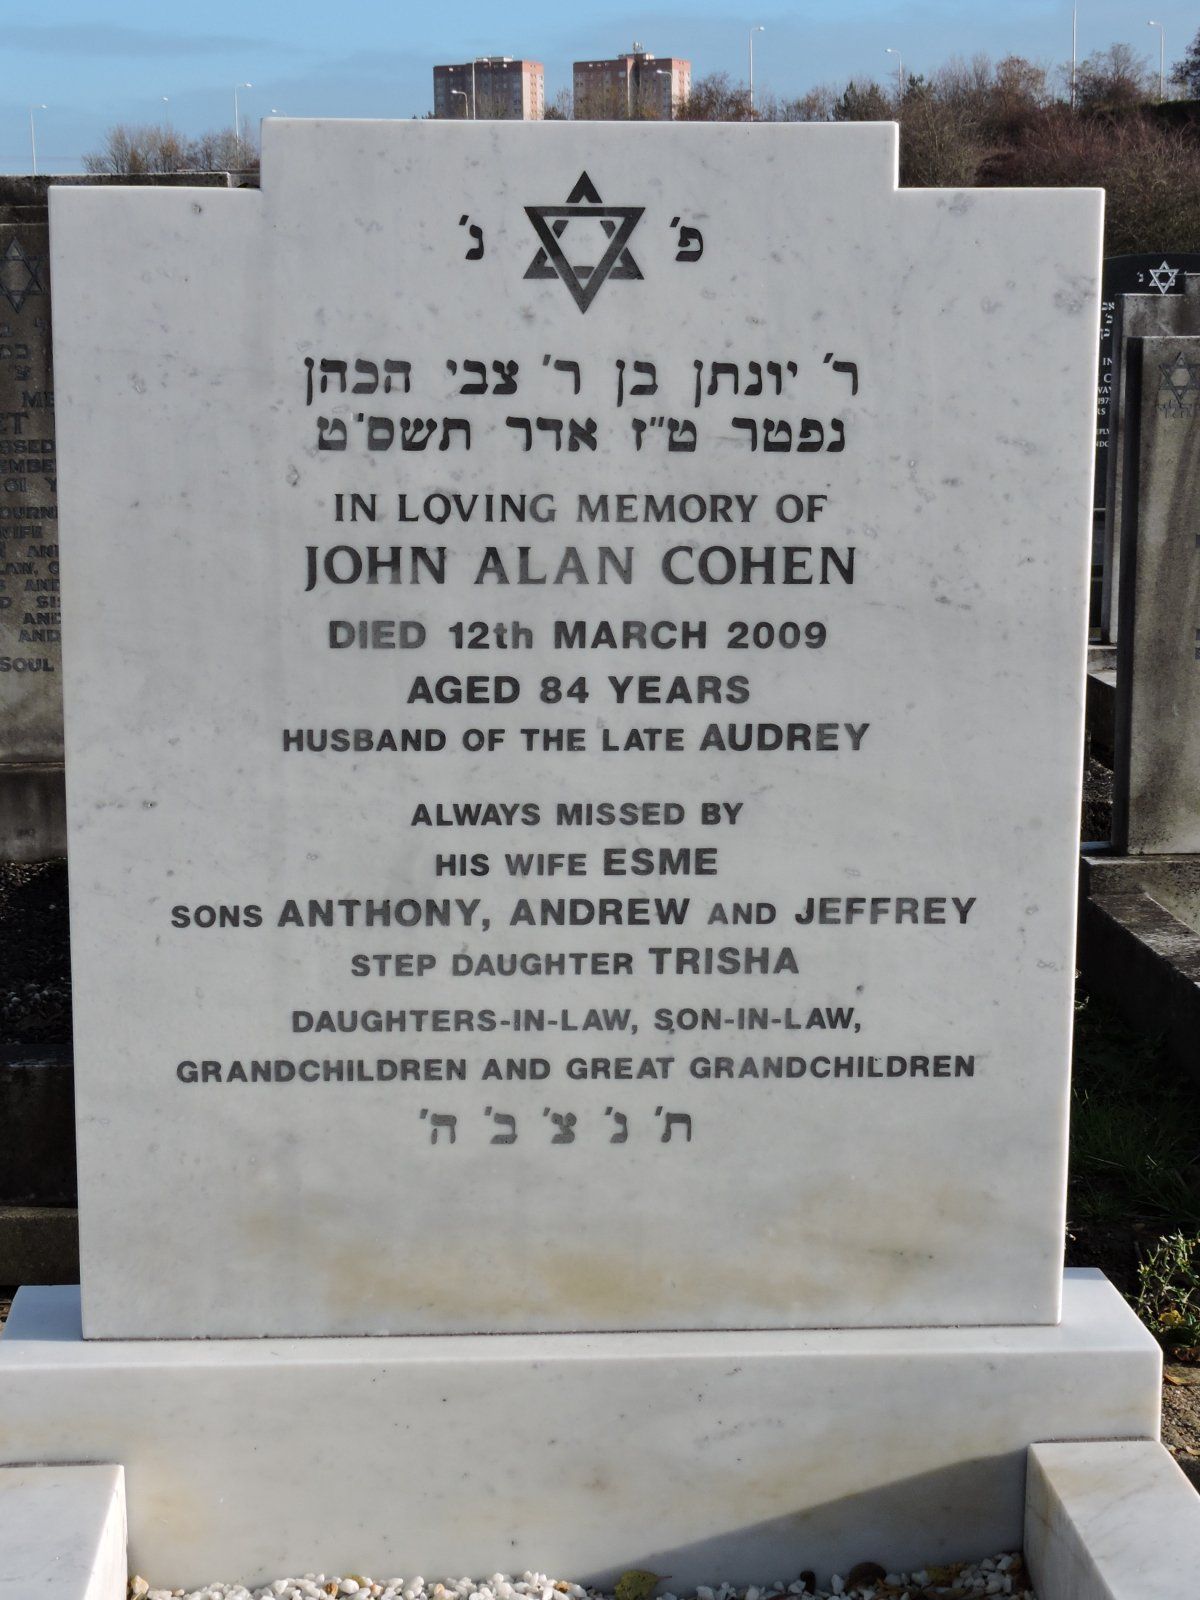 פ' נ'
ר' יונתן בן ר' צבי הכהן
נפטר ט"ז אדר תשס'ט
IN LOVING MEMORY OF
JOHN ALAN COHEN
DIED 12th MARCH 2009
AGED 84 YEARS
HUSBAND OF THE LATE AUDREY
ALWAYS MISSED BY
HIS WIFE ESME
SONS ANTHONY, ANDREW AND JEFFREY
STEP DAUGHTER TRISHA
DAUGHTERS-IN-LAW, SON-IN-LAW,
GRANDCHILDREN AND GREAT GRANDCHILDREN
ת' נ' צ' ב' ה'
SOUL